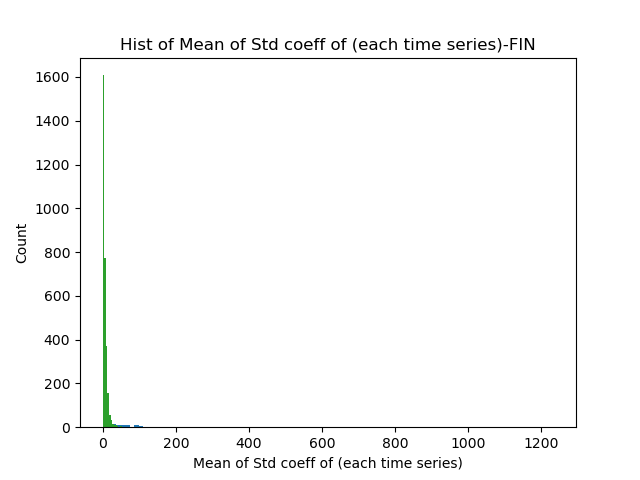 Hist of Mean of Std coeff of (each time series)-FIN
1600
1400
1200
1000
800
600
400
200
0
Count
0 200 400 600 800 1000 1200
Mean of Std coeff of (each time series)